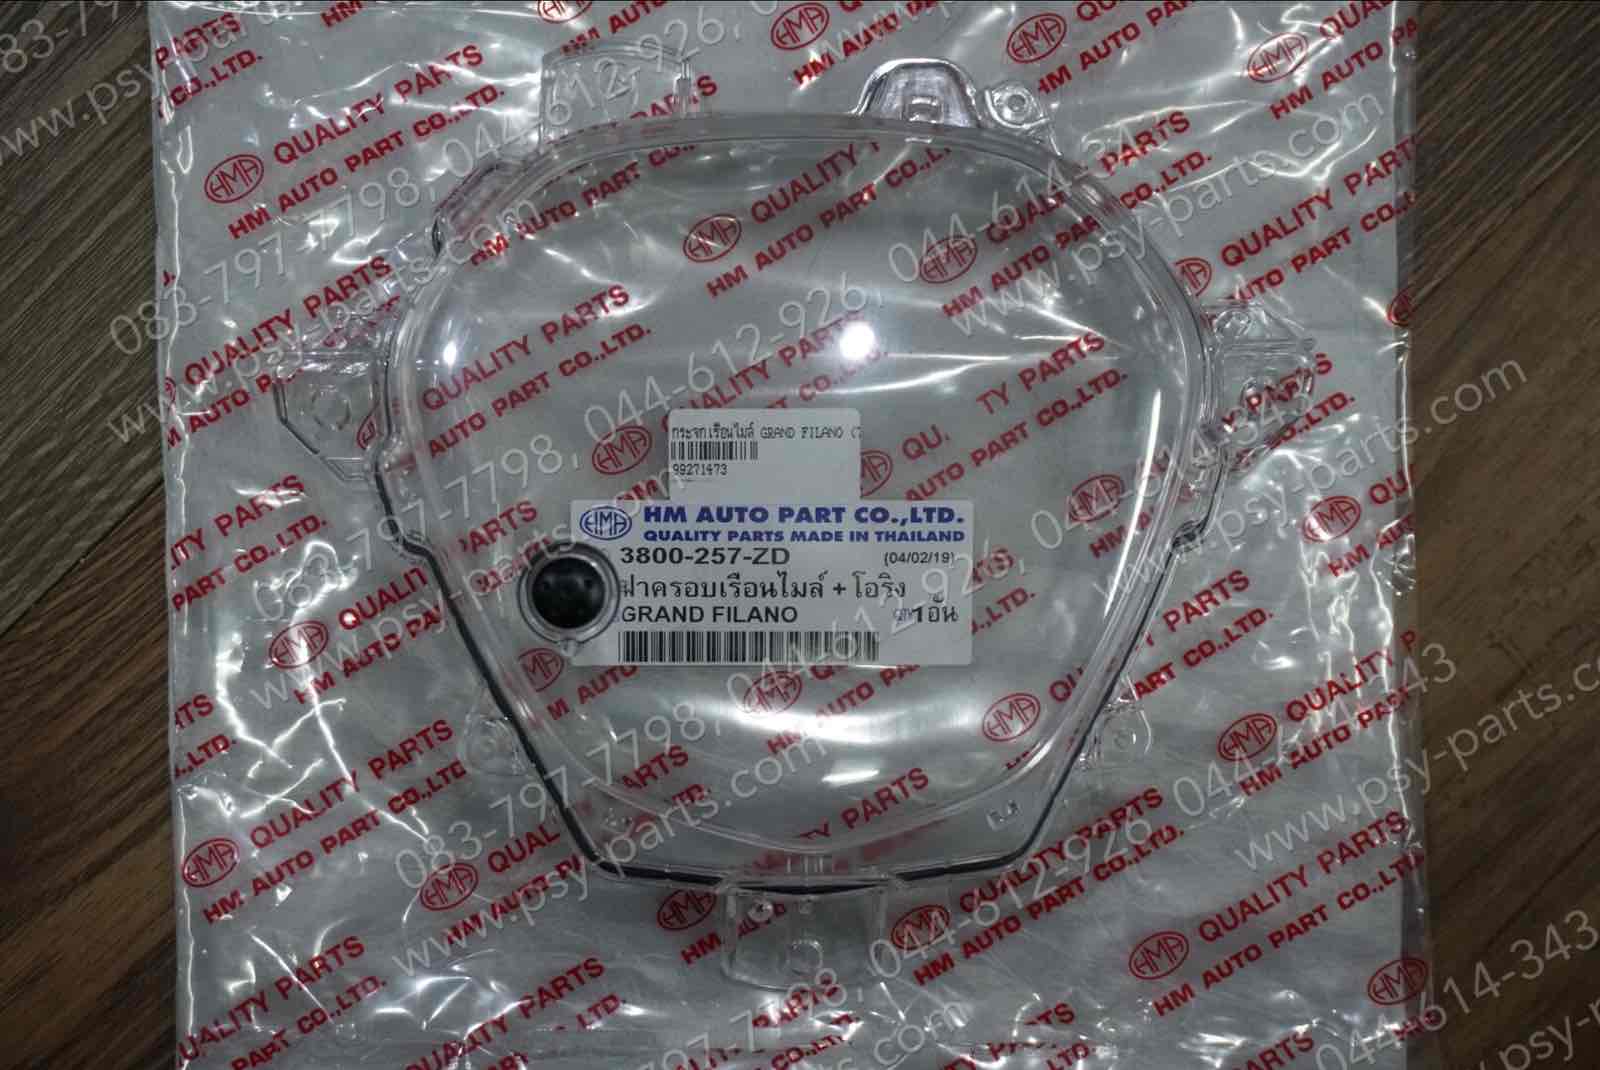 กระจกเรือนไมล์ GRAND FILANO (
99271473
HMA HM AUTO PART CO.,LTD.
QUALITY PARTS MADE IN THAILAND
3800-257-ZD (04/02/19)
ฝาครอบเรือนไมล์ + โอริง
GRAND FILANO QTY 1 อัน
HMA QUALITY PARTS
HM AUTO PART CO.,LTD.
083-797-7798, 044-612-926, 044-614-343
www.psy-parts.com